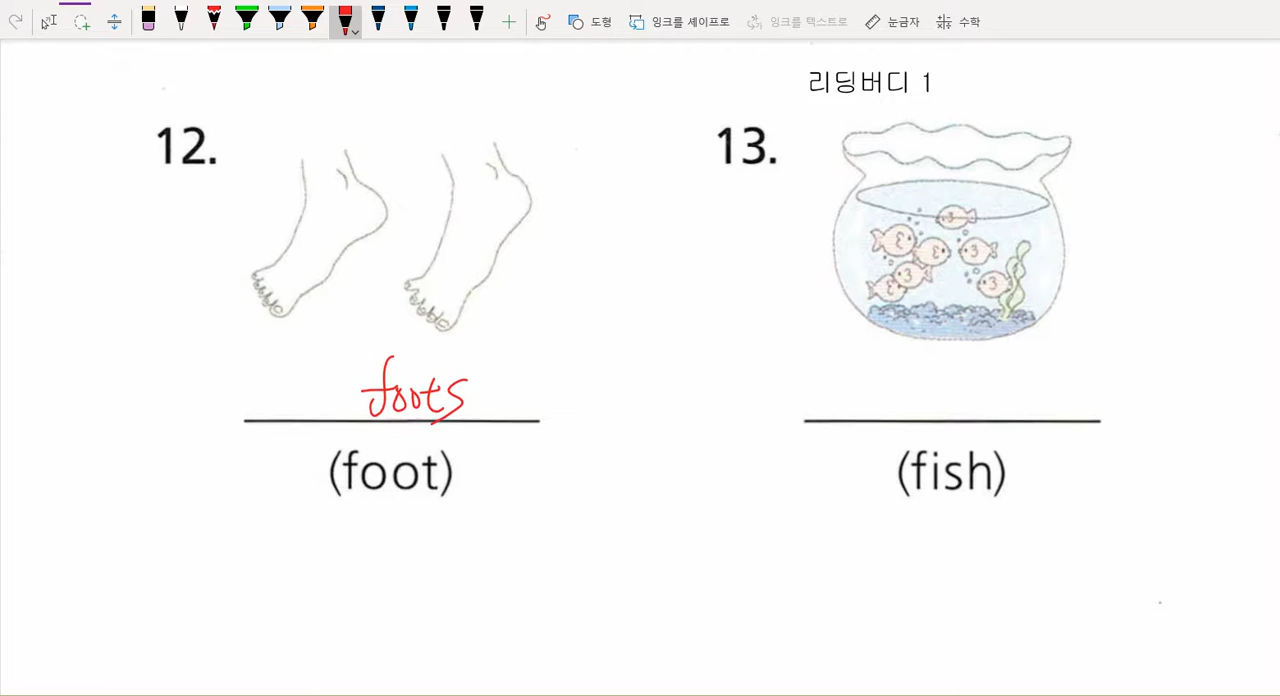 도형 잉크를 셰이프로 잉크를 텍스트로 눈금자 수학
리딩버디 1
12. 13.
foots
(foot) (fish)